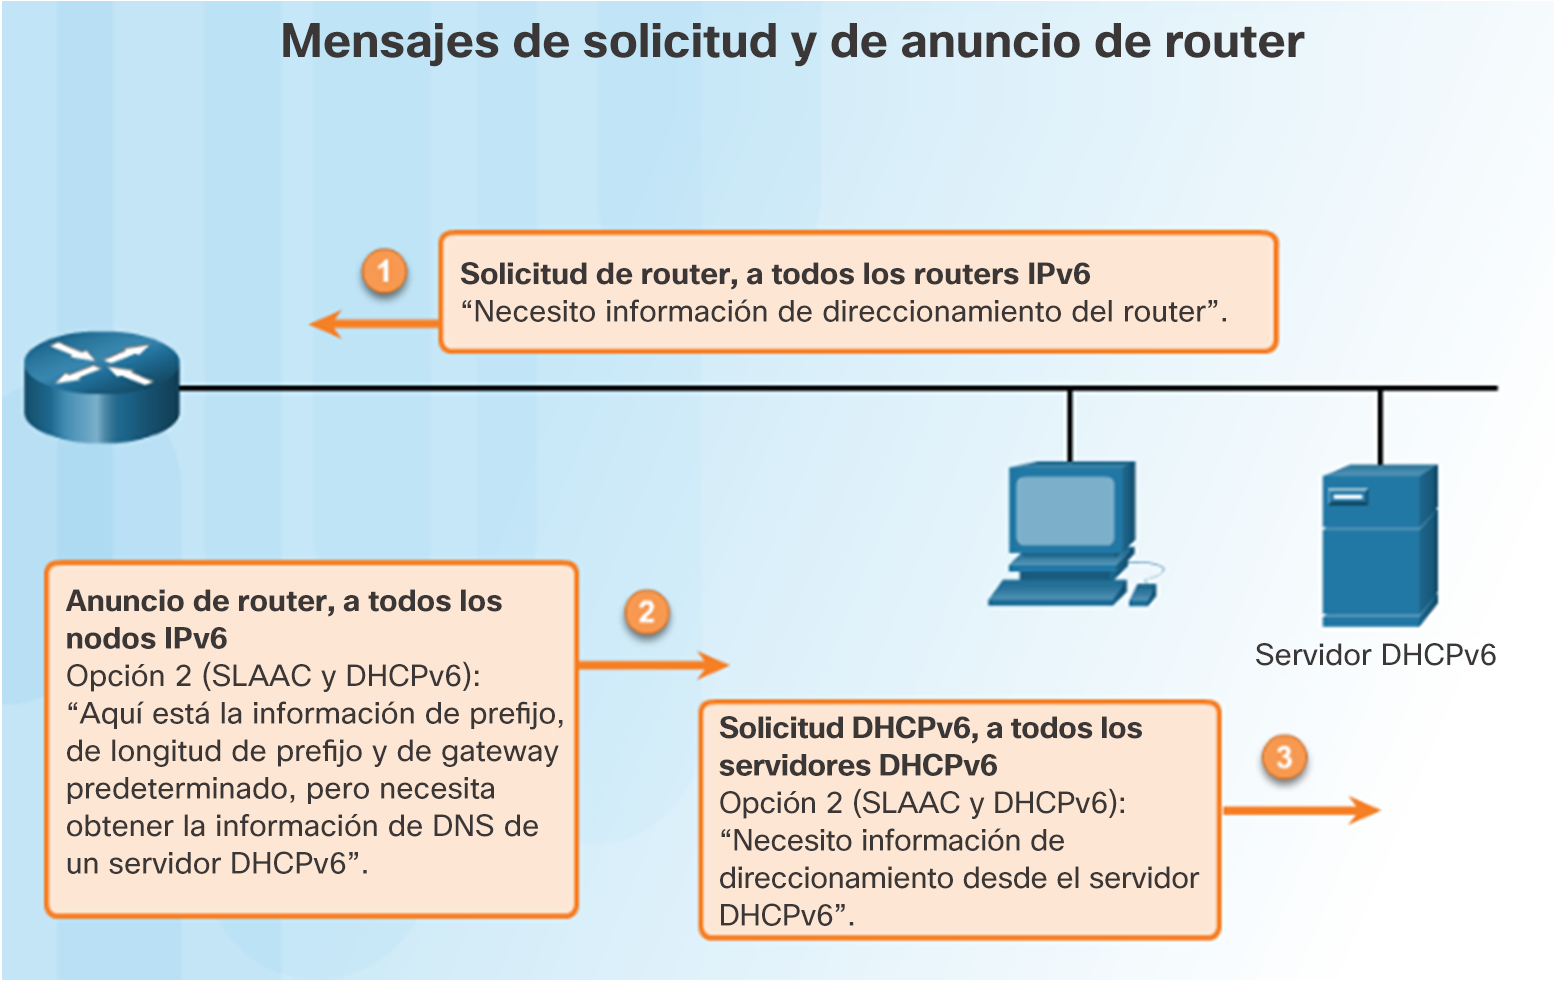 Mensajes de solicitud y de anuncio de router
1
Solicitud de router, a todos los routers IPv6
“Necesito información de direccionamiento del router”.
Anuncio de router, a todos los
nodos IPv6
Opción 2 (SLAAC y DHCPv6):
“Aquí está la información de prefijo,
de longitud de prefijo y de gateway
predeterminado, pero necesita
obtener la información de DNS de
un servidor DHCPv6”.
2
Servidor DHCPv6
Solicitud DHCPv6, a todos los
servidores DHCPv6
Opción 2 (SLAAC y DHCPv6):
“Necesito información de
direccionamiento desde el servidor
DHCPv6”.
3